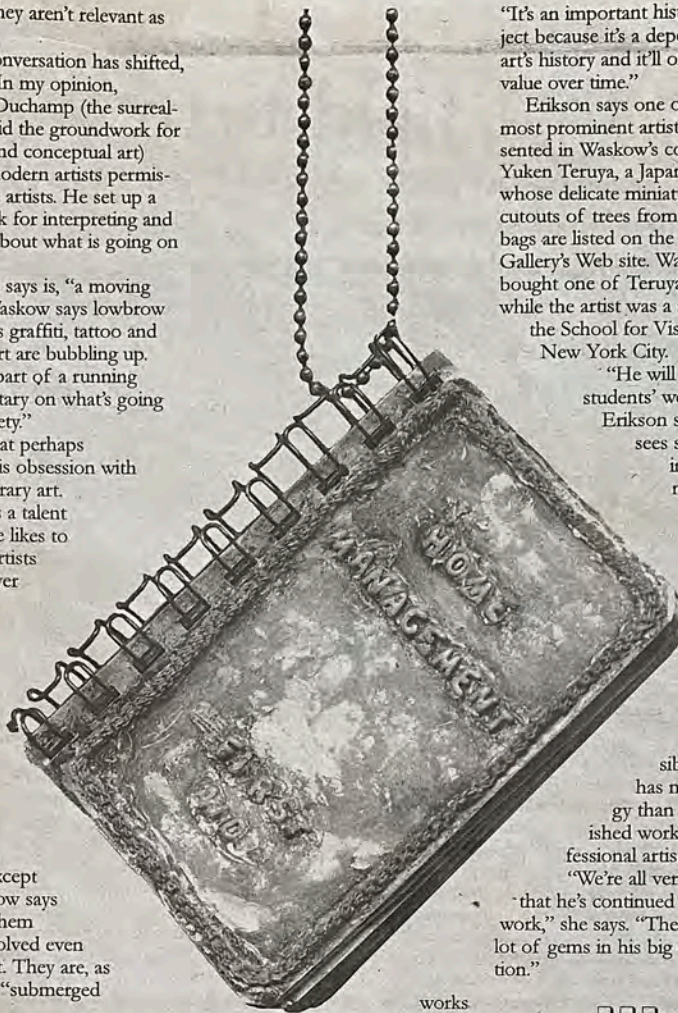 hey aren't relevant as
onversation has shifted,
In my opinion,
Duchamp (the surreal-
id the groundwork for
nd conceptual art)
odern artists permis-
artists. He set up a
k for interpreting and
bout what is going on
says is, “a moving
Waskow says lowbrow
s graffiti, tattoo and
rt are bubbling up.
part of a running
tary on what's going
ety.”
at perhaps
is obsession with
rary art.
s a talent
e likes to
rtists
ver
xcept
ow says
hem
olved even
t. They are, as
“submerged
HOME
MANAGEMENT
FIRST
AID
works
“It's an important his
ject because it's a dep
art's history and it'll o
value over time.”
Erikson says one o
most prominent artist
sented in Waskow's co
Yuken Teruya, a Japan
whose delicate miniat
cutouts of trees from
bags are listed on the
Gallery's Web site. Wa
bought one of Teruya
while the artist was a
the School for Vis
New York City.
“He will
students' wo
Erikson s
sees s
in
sib
has n
gy than
ished work
fessional artis
“We're all ver
that he's continued
work,” she says. “The
lot of gems in his big
tion.”